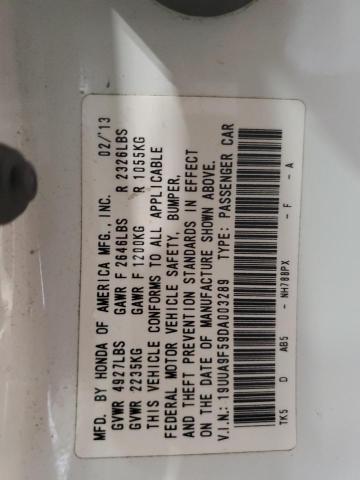 MFD. BY HONDA OF AMERICA MFG., INC. 02/'13
GVWR 4927LBS GAWR F 2646LBS R 2326LBS
GVWR 2235KG GAWR F 1200KG R 1055KG
THIS VEHICLE CONFORMS TO ALL APPLICABLE
FEDERAL MOTOR VEHICLE SAFETY, BUMPER,
AND THEFT PREVENTION STANDARDS IN EFFECT
ON THE DATE OF MANUFACTURE SHOWN ABOVE.
V.I.N.: 19UUA9F59DA003289 TYPE: PASSENGER CAR
TK5 D AB5 - NH788PX - F - A